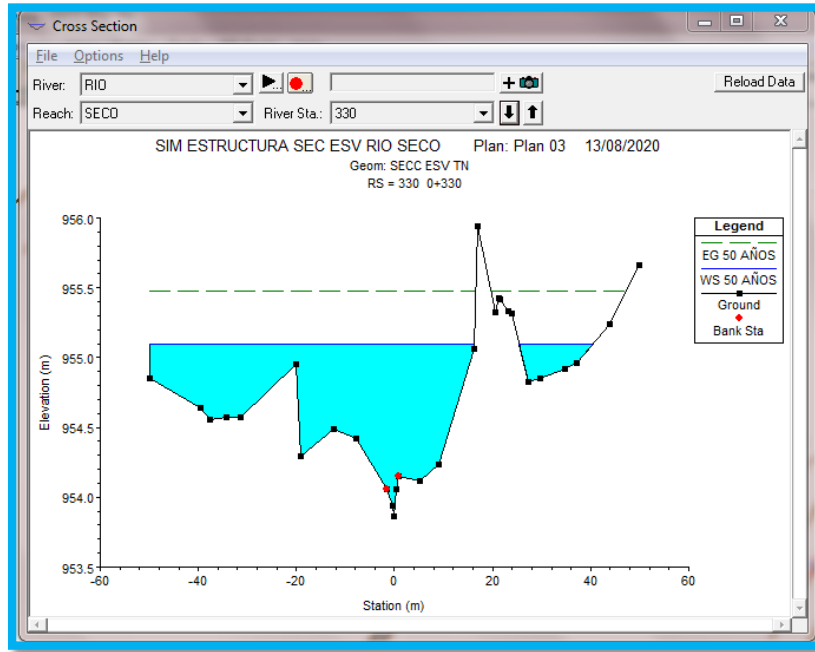 Cross Section
File Options Help
River: RIO
Reload Data
Reach: SECO River Sta.: 330
SIM ESTRUCTURA SEC ESV RIO SECO Plan: Plan 03 13/08/2020
Geom: SECC ESV TN
RS = 330 0+330
956.0
955.5
955.0
954.5
954.0
953.5
Elevation (m)
-60 -40 -20 0 20 40 60
Station (m)
Legend
EG 50 AÑOS
WS 50 AÑOS
Ground
Bank Sta